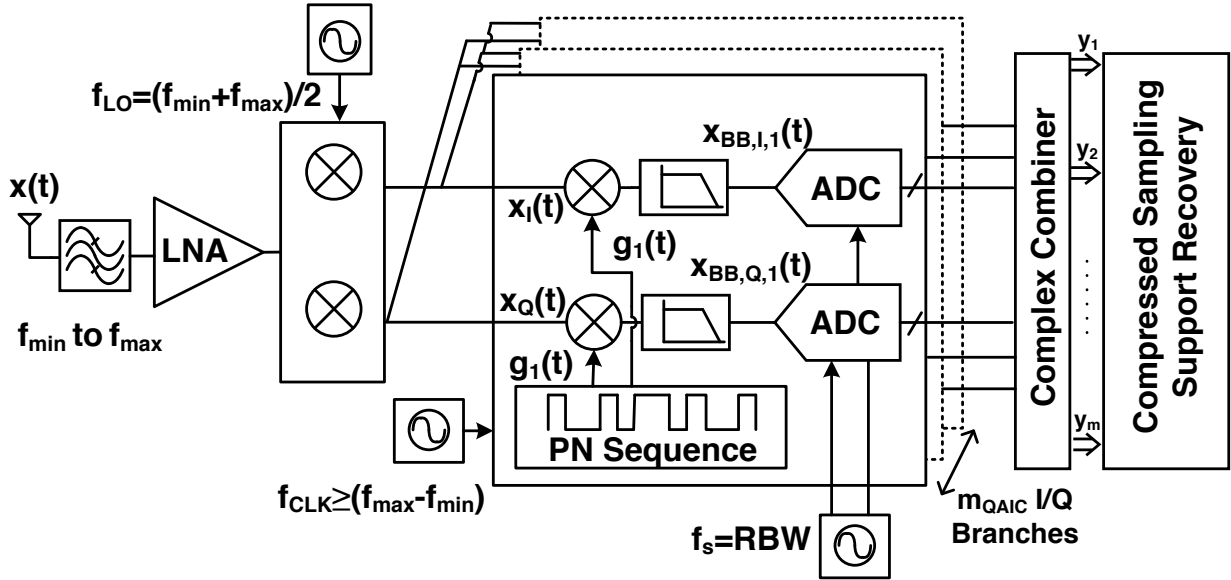 f_LO=(f_min+f_max)/2
x(t)
LNA
f_min to f_max
x_I(t)
g_1(t)
x_BB,I,1(t)
ADC
x_Q(t)
g_1(t)
x_BB,Q,1(t)
ADC
PN Sequence
f_CLK≥(f_max-f_min)
f_s=RBW
m_QAIC I/Q
Branches
Complex Combiner
y_1
y_2
y_m
Compressed Sampling
Support Recovery